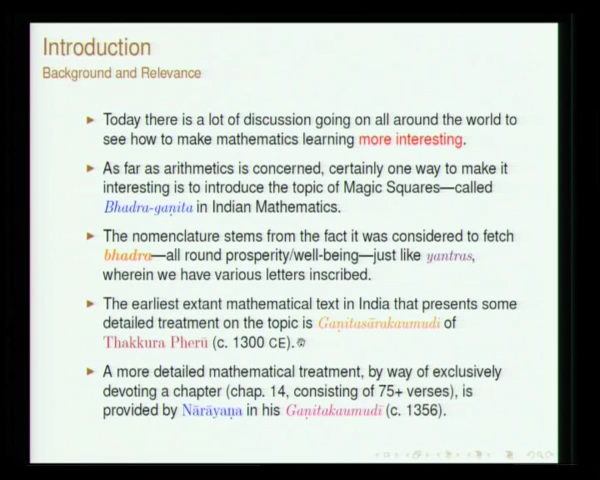 Introduction
Background and Relevance
Today there is a lot of discussion going on all around the world to
see how to make mathematics learning more interesting.
As far as arithmetics is concerned, certainly one way to make it
interesting is to introduce the topic of Magic Squares—called
Bhadra-gaṇita in Indian Mathematics.
The nomenclature stems from the fact it was considered to fetch
bhadra—all round prosperity/well-being—just like yantras,
wherein we have various letters inscribed.
The earliest extant mathematical text in India that presents some
detailed treatment on the topic is Gaṇitasārakaumudī of
Thakkura Pherū (c. 1300 CE).
A more detailed mathematical treatment, by way of exclusively
devoting a chapter (chap. 14, consisting of 75+ verses), is
provided by Nārāyaṇa in his Gaṇitakaumudī (c. 1356).